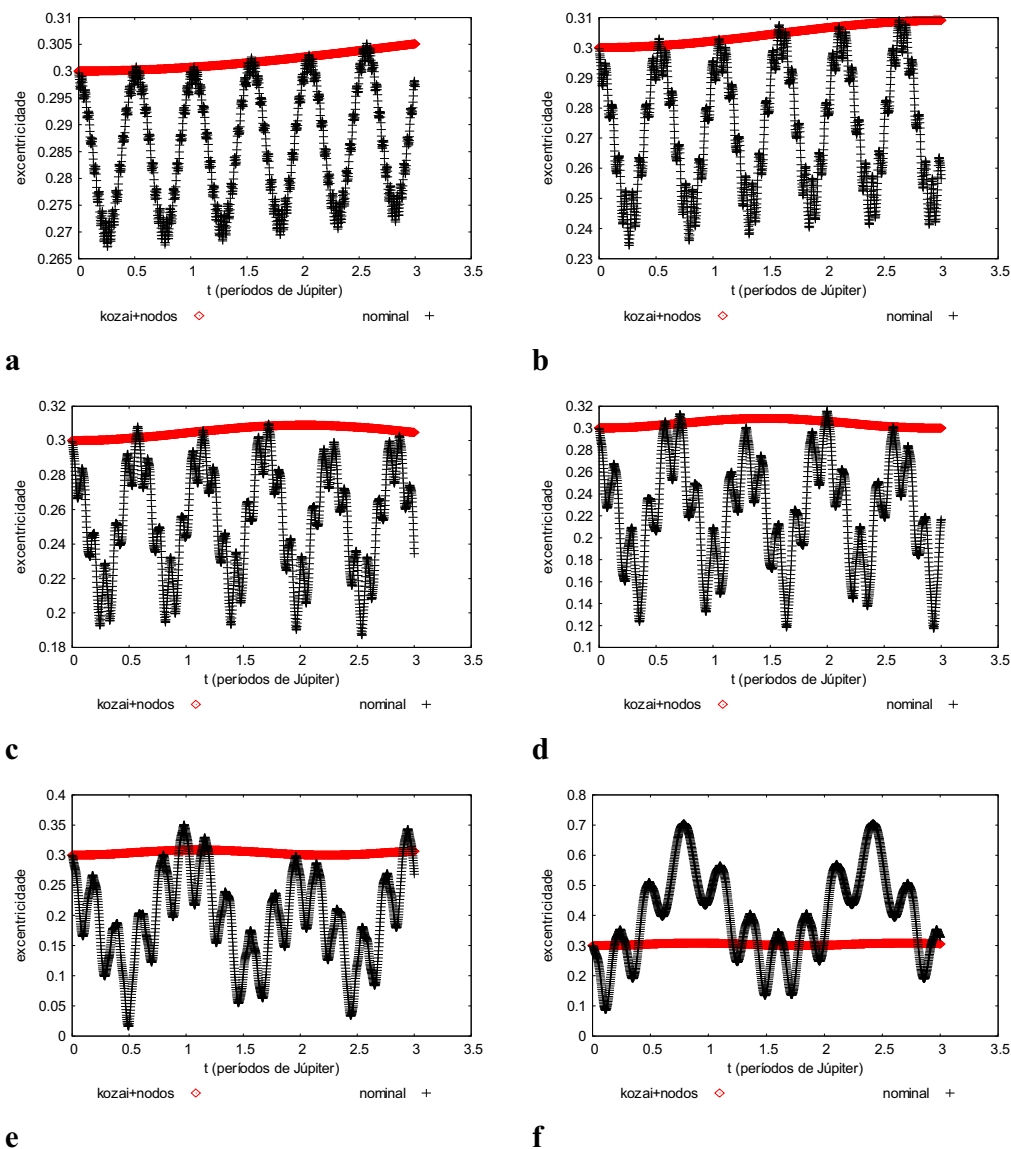 0.31
0.305
0.3
0.295
0.29
0.285
0.28
0.275
0.27
0.265
excentricidade
0 0.5 1 1.5 2 2.5 3 3.5
t (períodos de Júpiter)
kozai+nodos nominal
a
0.31
0.3
0.29
0.28
0.27
0.26
0.25
0.24
0.23
excentricidade
0 0.5 1 1.5 2 2.5 3 3.5
t (períodos de Júpiter)
kozai+nodos nominal
b
0.32
0.3
0.28
0.26
0.24
0.22
0.2
0.18
excentricidade
0 0.5 1 1.5 2 2.5 3 3.5
t (períodos de Júpiter)
kozai+nodos nominal
c
0.32
0.3
0.28
0.26
0.24
0.22
0.2
0.18
0.16
0.14
0.12
0.1
excentricidade
0 0.5 1 1.5 2 2.5 3 3.5
t (períodos de Júpiter)
kozai+nodos nominal
d
0.4
0.35
0.3
0.25
0.2
0.15
0.1
0.05
0
excentricidade
0 0.5 1 1.5 2 2.5 3 3.5
t (períodos de Júpiter)
kozai+nodos nominal
e
0.8
0.7
0.6
0.5
0.4
0.3
0.2
0.1
0
excentricidade
0 0.5 1 1.5 2 2.5 3 3.5
t (períodos de Júpiter)
kozai+nodos nominal
f